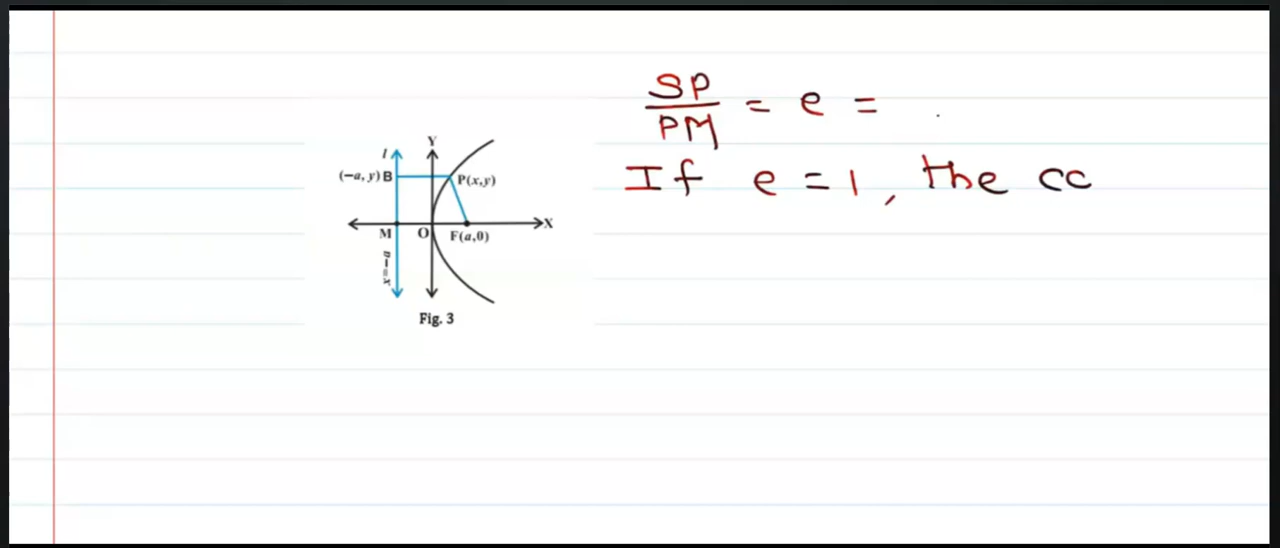 SP
PM = e =
If e = 1, the cc
Y
l
(−a, y) B
P(x,y)
X
M
O
F(a,0)
x = −a
Fig. 3